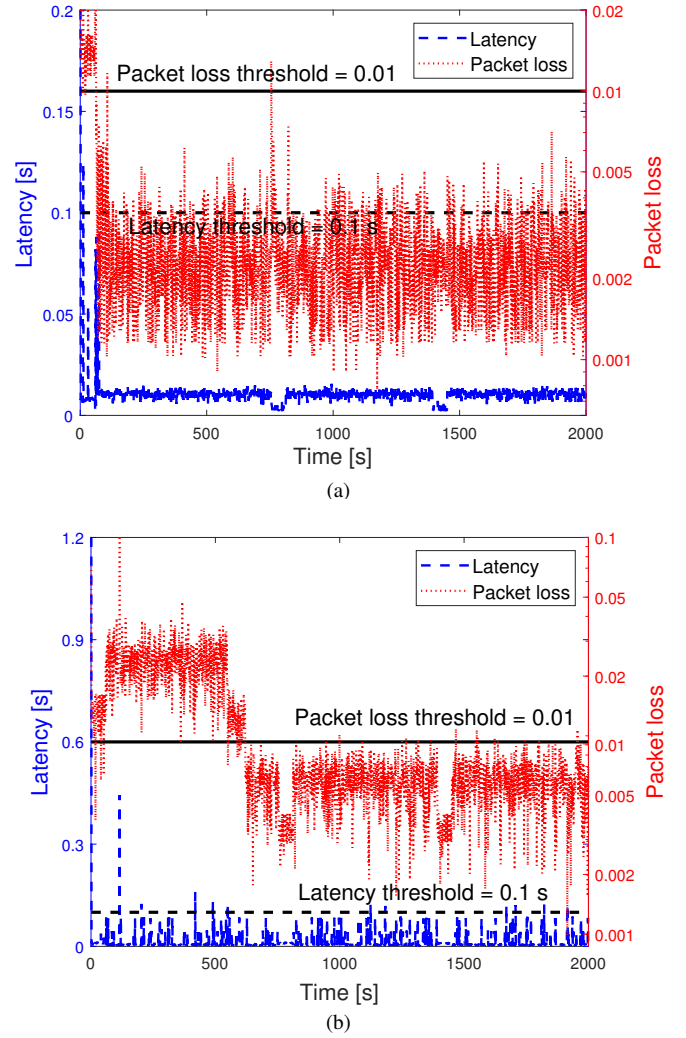 0.2
0.15
0.1
0.05
0
Latency [s]
0.02
0.01
0.005
0.002
0.001
Packet loss
Latency
Packet loss
Packet loss threshold = 0.01
Latency threshold = 0.1 s
0 500 1000 1500 2000
Time [s]
(a)
1.2
0.9
0.6
0.3
0
Latency [s]
0.1
0.05
0.02
0.01
0.005
0.002
0.001
Packet loss
Latency
Packet loss
Packet loss threshold = 0.01
Latency threshold = 0.1 s
0 500 1000 1500 2000
Time [s]
(b)